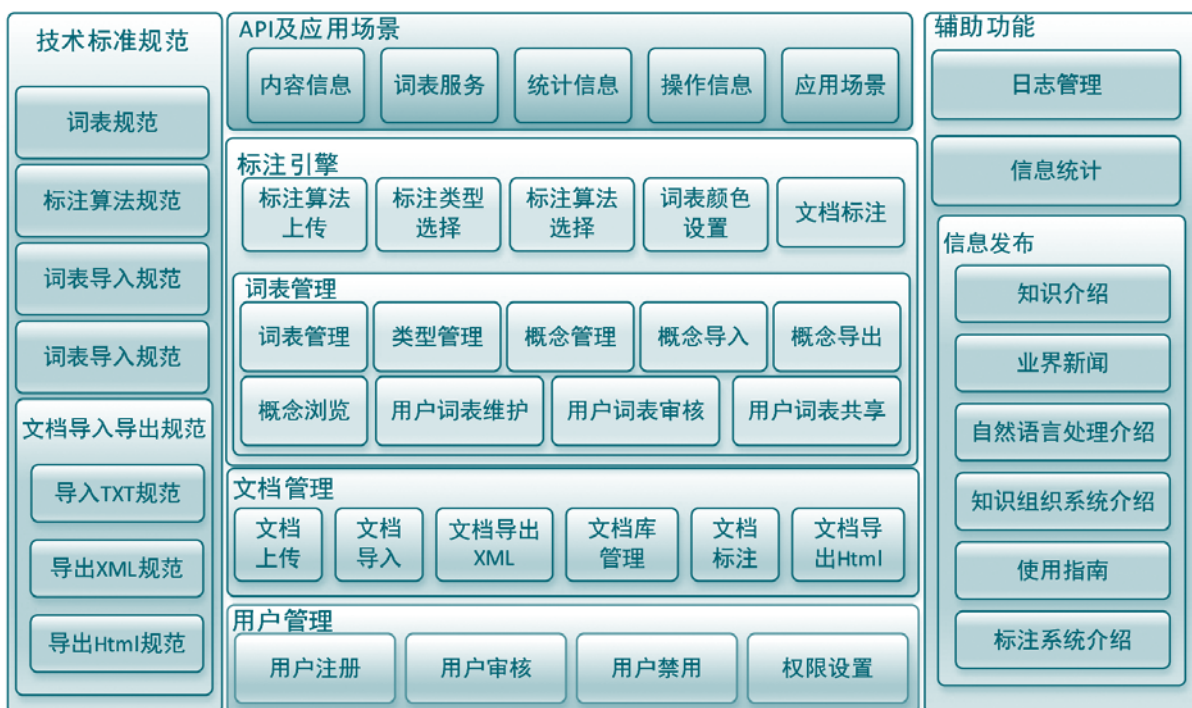 技术标准规范
词表规范
标注算法规范
词表导入规范
词表导入规范
文档导入导出规范
导入TXT规范
导出XML规范
导出Html规范
API及应用场景
内容信息
词表服务
统计信息
操作信息
应用场景
标注引擎
标注算法
上传
标注类型
选择
标注算法
选择
词表颜色
设置
文档标注
词表管理
词表管理
类型管理
概念管理
概念导入
概念导出
概念浏览
用户词表维护
用户词表审核
用户词表共享
文档管理
文档
上传
文档
导入
文档导出
XML
文档库
管理
文档
标注
文档导
出Html
用户管理
用户注册
用户审核
用户禁用
权限设置
辅助功能
日志管理
信息统计
信息发布
知识介绍
业界新闻
自然语言处理介绍
知识组织系统介绍
使用指南
标注系统介绍